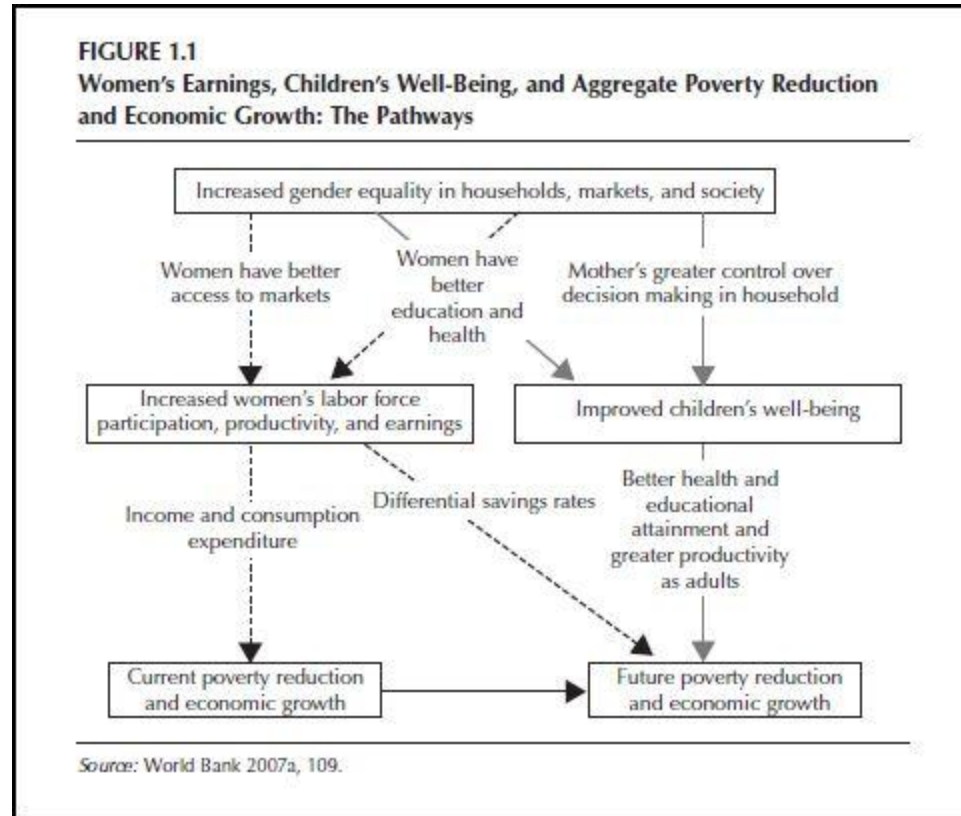 FIGURE 1.1
Women's Earnings, Children's Well-Being, and Aggregate Poverty Reduction
and Economic Growth: The Pathways
Increased gender equality in households, markets, and society
Women have better
access to markets
Women have
better
education and
health
Mother's greater control over
decision making in household
Increased women's labor force
participation, productivity, and earnings
Improved children's well-being
Income and consumption
expenditure
Differential savings rates
Better health and
educational
attainment and
greater productivity
as adults
Current poverty reduction
and economic growth
Future poverty reduction
and economic growth
Source: World Bank 2007a, 109.